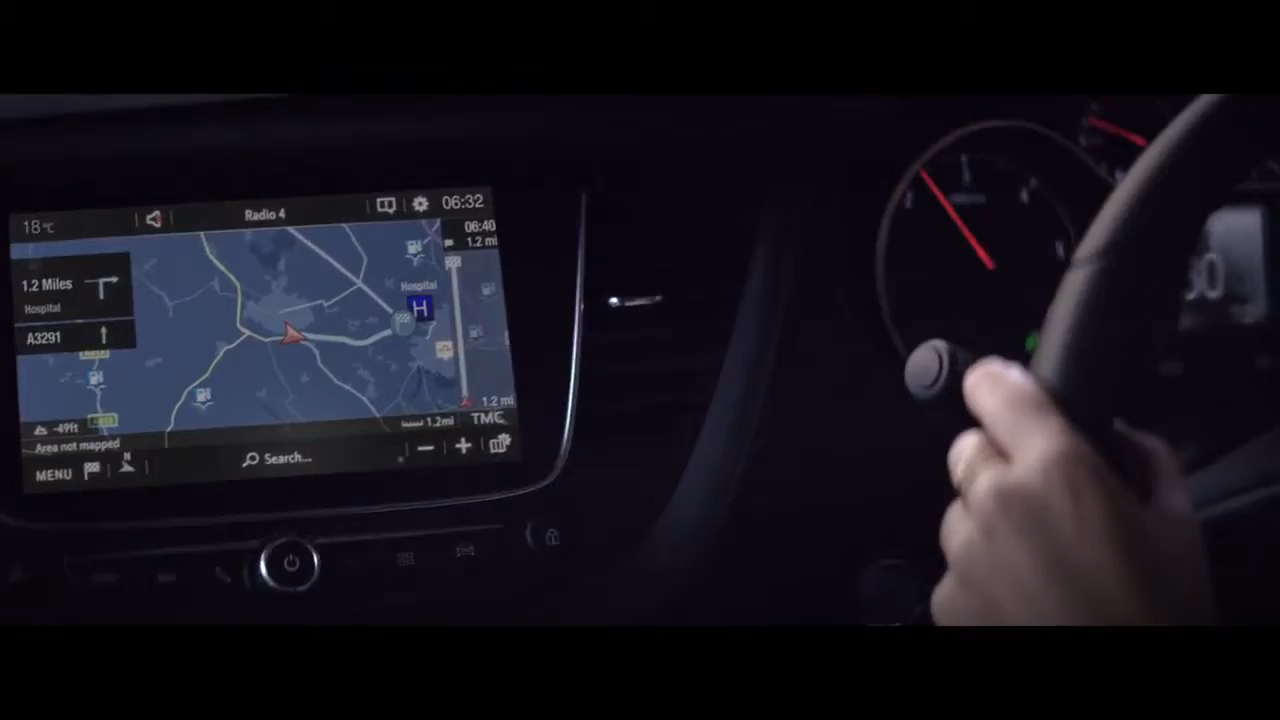 18°C
Radio 4
06:32
06:40
1.2 mi
1.2 Miles
Hospital
A3291
Hospital
H
1.2 mi
-49ft
1.2mi
TMC
Area not mapped
MENU
N
Search...